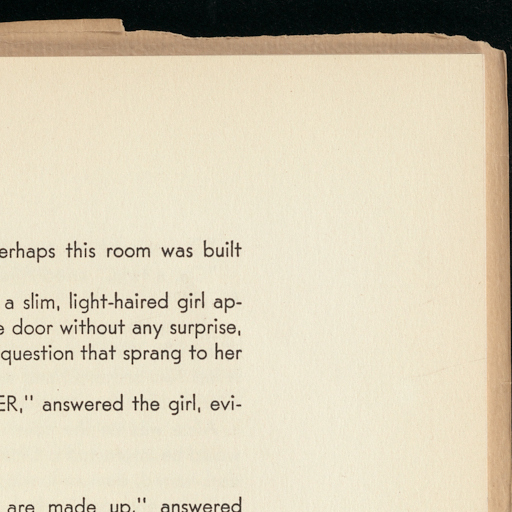 erhaps this room was built
a slim, light-haired girl ap-
e door without any surprise,
question that sprang to her
ER," answered the girl, evi-
are made up," answered